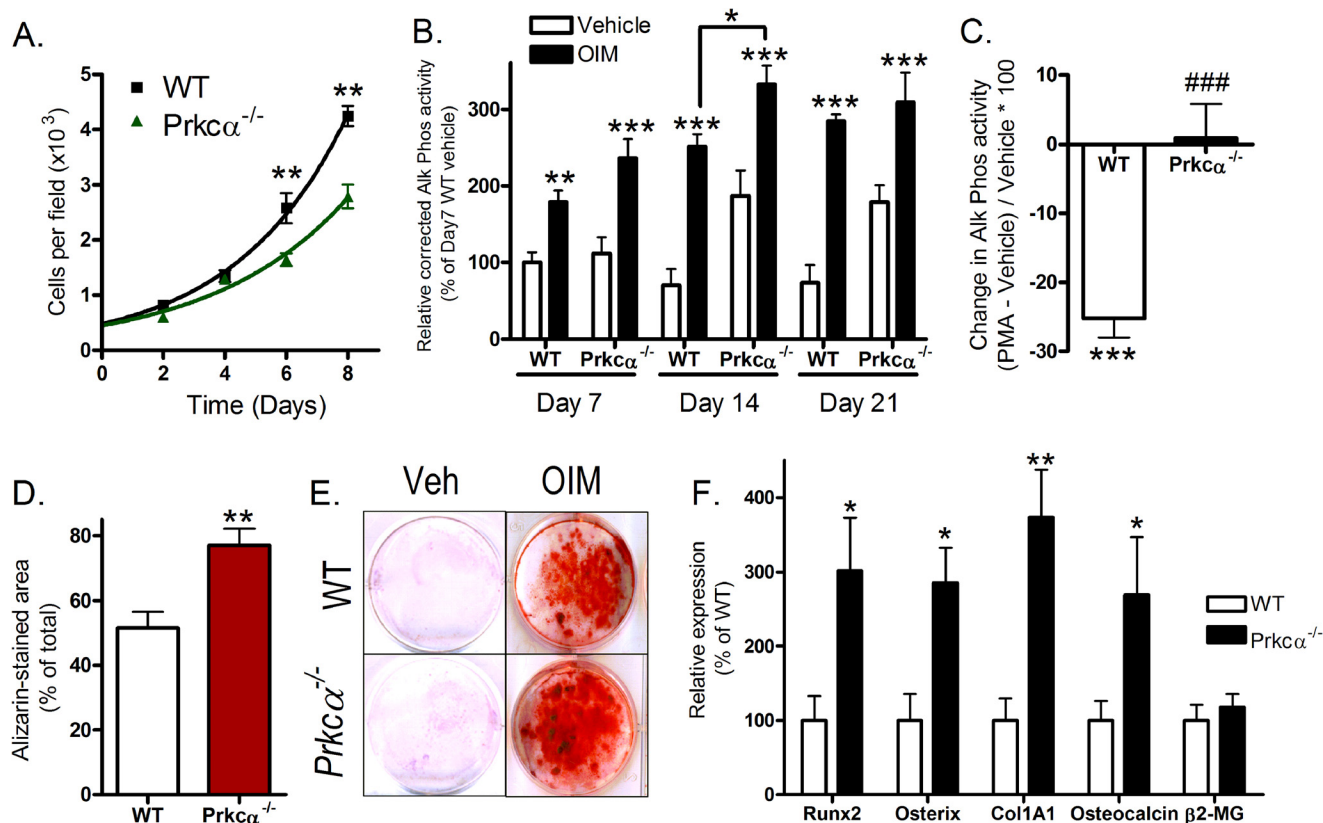 A.
WT
Prkcα-/-
**
**
Cells per field (x10³)
5
4
3
2
1
0
0 2 4 6 8
Time (Days)
B.
Vehicle
OIM
*
Relative corrected Alk Phos activity
(% of Day7 WT vehicle)
300
200
100
0
** *** *** *** *** ***
WT Prkcα-/- WT Prkcα-/- WT Prkcα-/-
Day 7 Day 14 Day 21
C.
Change in Alk Phos activity
(PMA - Vehicle) / Vehicle * 100
10
0
-10
-20
-30
###
WT Prkcα-/-
***
D.
Alizarin-stained area
(% of total)
80
60
40
20
0
**
WT Prkcα-/-
E.
Veh OIM
WT
Prkcα-/-
F.
Relative expression
(% of WT)
400
300
200
100
0
* * ** *
WT
Prkcα-/-
Runx2 Osterix Col1A1 Osteocalcin β2-MG